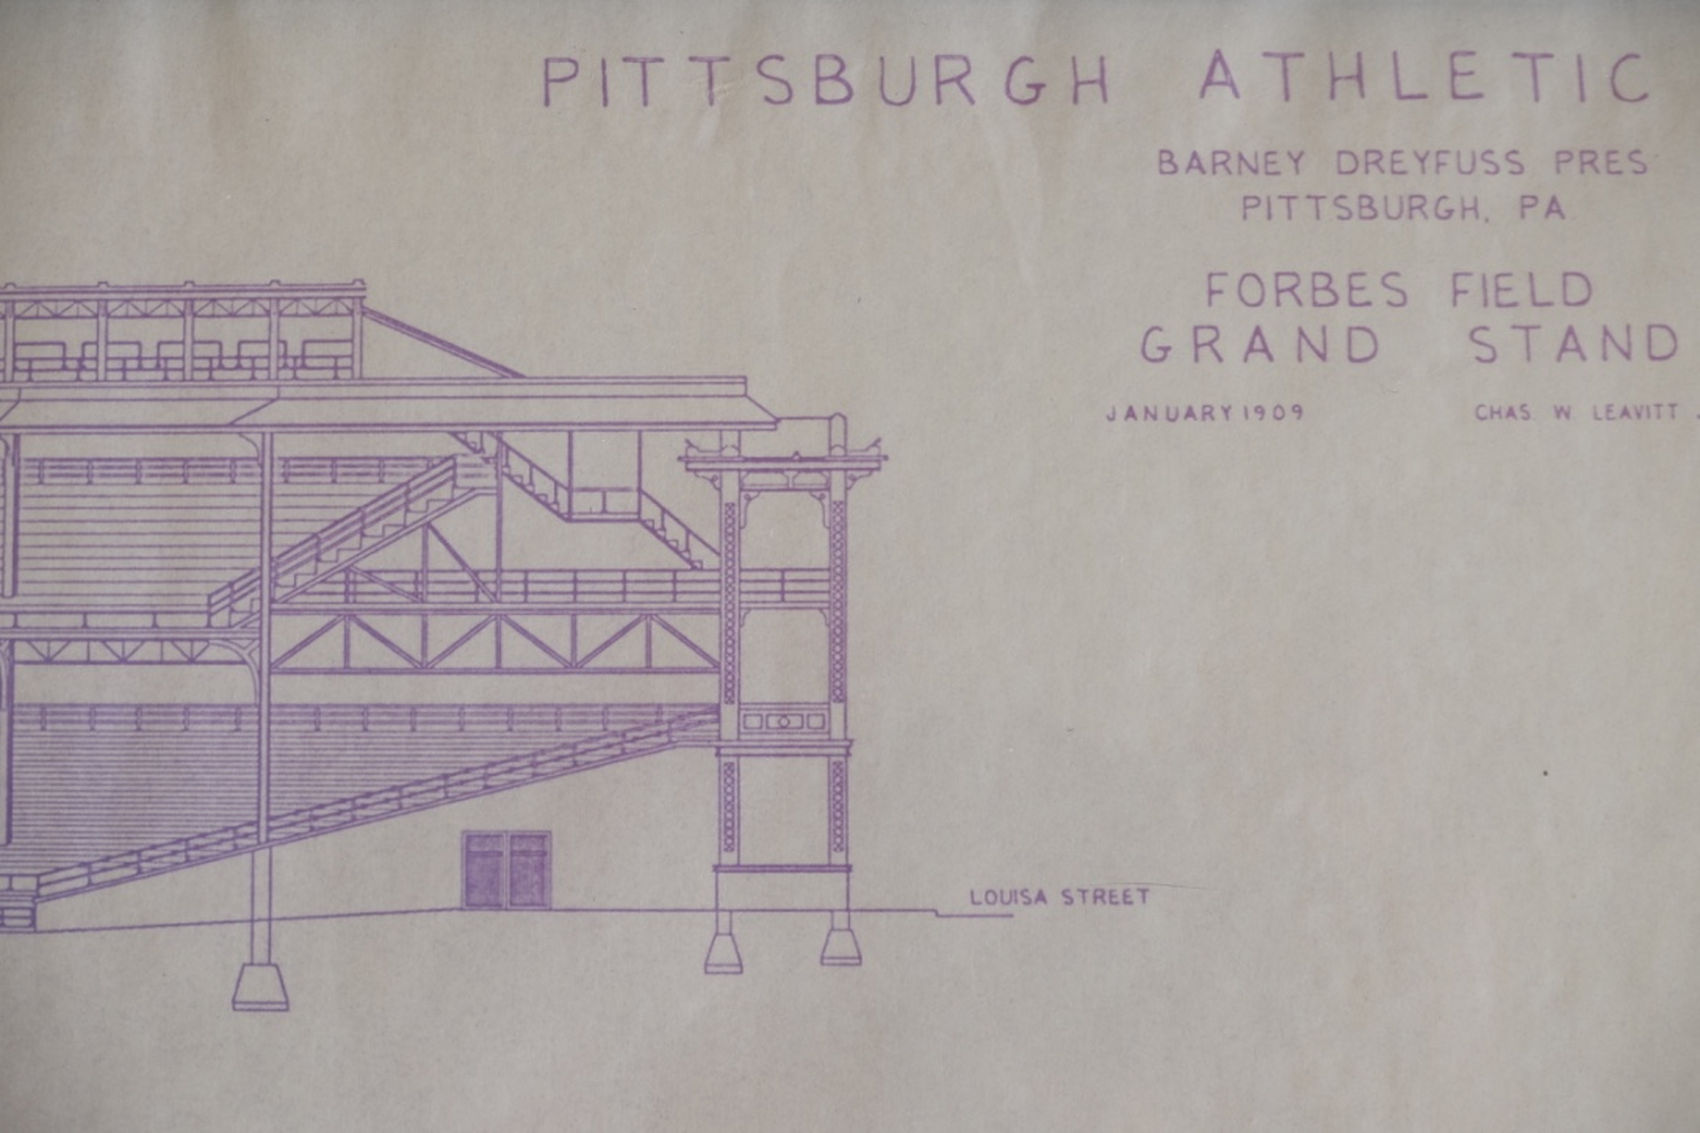 PITTSBURGH ATHLETIC
BARNEY DREYFUSS PRES
PITTSBURGH, PA
FORBES FIELD
GRAND STAND
JANUARY 1909 CHAS. W LEAVITT
LOUISA STREET